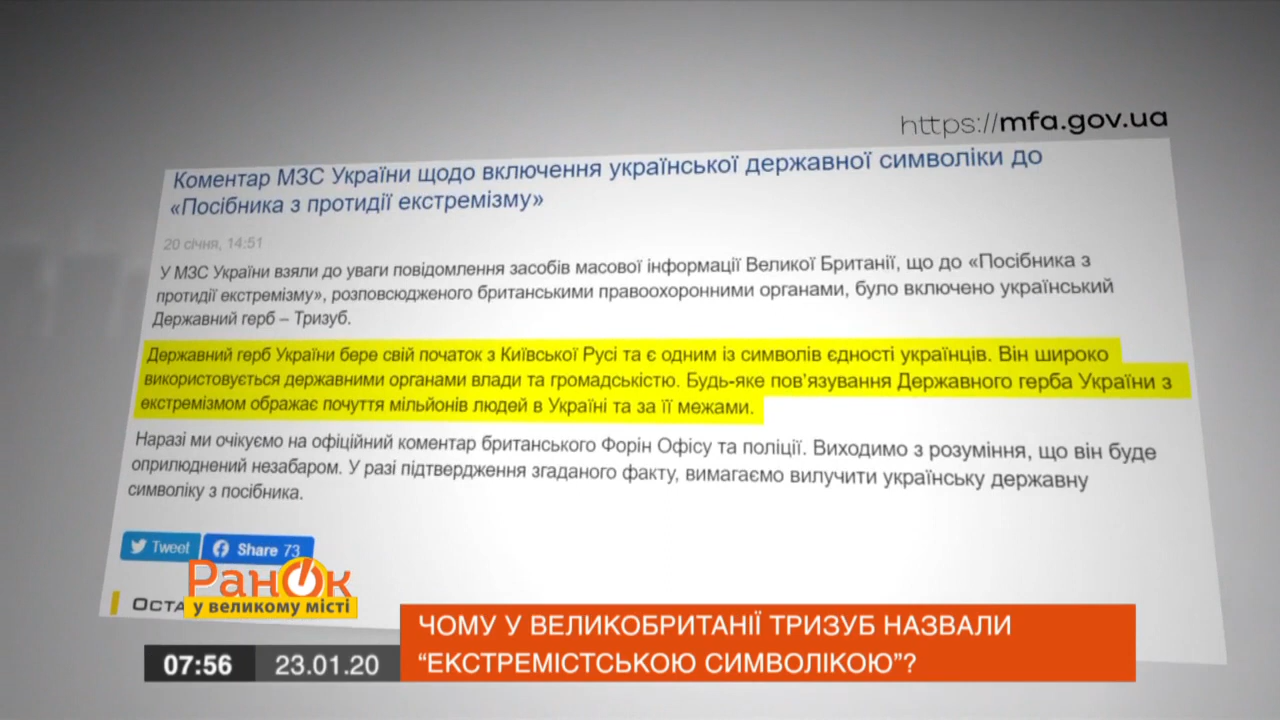 https://mfa.gov.ua
Коментар МЗС України щодо включення української державної символіки до
«Посібника з протидії екстремізму»
20 січня, 14:51
У МЗС України взяли до уваги повідомлення засобів масової інформації Великої Британії, що до «Посібника з
протидії екстремізму», розповсюдженого британськими правоохоронними органами, було включено український
Державний герб – Тризуб.
Державний герб України бере свій початок з Київської Русі та є одним із символів єдності українців. Він широко
використовується державними органами влади та громадськістю. Будь-яке пов’язування Державного герба України з
екстремізмом ображає почуття мільйонів людей в Україні та за її межами.
Наразі ми очікуємо на офіційний коментар британського Форін Офісу та поліції. Виходимо з розуміння, що він буде
оприлюднений незабаром. У разі підтвердження згаданого факту, вимагаємо вилучити українську державну
символіку з посібника.
Tweet Share 73
Ранок
у великому місті
07:56 23.01.20
ЧОМУ У ВЕЛИКОБРИТАНІЇ ТРИЗУБ НАЗВАЛИ
“ЕКСТРЕМІСТСЬКОЮ СИМВОЛІКОЮ”?